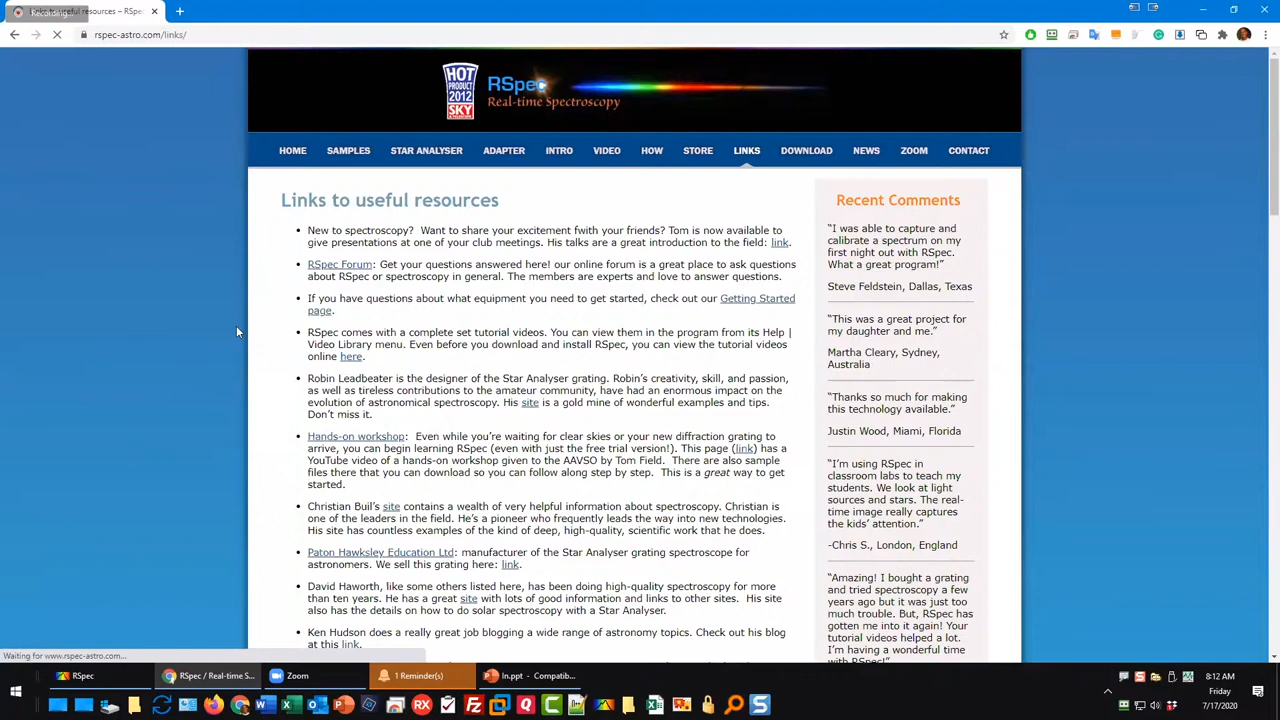 Recording...
Links to useful resources – RSpec
rspec-astro.com/links/
HOT PRODUCT 2012 SKY
RSpec
Real-time Spectroscopy
HOME SAMPLES STAR ANALYSER ADAPTER INTRO VIDEO HOW STORE LINKS DOWNLOAD NEWS ZOOM CONTACT
Links to useful resources
New to spectroscopy? Want to share your excitement fwith your friends? Tom is now available to
give presentations at one of your club meetings. His talks are a great introduction to the field: link.
RSpec Forum: Get your questions answered here! our online forum is a great place to ask questions
about RSpec or spectroscopy in general. The members are experts and love to answer questions.
If you have questions about what equipment you need to get started, check out our Getting Started
page.
RSpec comes with a complete set tutorial videos. You can view them in the program from its Help |
Video Library menu. Even before you download and install RSpec, you can view the tutorial videos
online here.
Robin Leadbeater is the designer of the Star Analyser grating. Robin's creativity, skill, and passion,
as well as tireless contributions to the amateur community, have had an enormous impact on the
evolution of astronomical spectroscopy. His site is a gold mine of wonderful examples and tips.
Don't miss it.
Hands-on workshop: Even while you're waiting for clear skies or your new diffraction grating to
arrive, you can begin learning RSpec (even with just the free trial version!). This page (link) has a
YouTube video of a hands-on workshop given to the AAVSO by Tom Field. There are also sample
files there that you can download so you can follow along step by step. This is a great way to get
started.
Christian Buil's site contains a wealth of very helpful information about spectroscopy. Christian is
one of the leaders in the field. He's a pioneer who frequently leads the way into new technologies.
His site has countless examples of the kind of deep, high-quality, scientific work that he does.
Paton Hawksley Education Ltd: manufacturer of the Star Analyser grating spectroscope for
astronomers. We sell this grating here: link.
David Haworth, like some others listed here, has been doing high-quality spectroscopy for more
than ten years. He has a great site with lots of good information and links to other sites. His site
also has the details on how to do solar spectroscopy with a Star Analyser.
Ken Hudson does a really great job blogging a wide range of astronomy topics. Check out his blog
at this link.
Recent Comments
"I was able to capture and
calibrate a spectrum on my
first night out with RSpec.
What a great program!"
Steve Feldstein, Dallas, Texas
"This was a great project for
my daughter and me."
Martha Cleary, Sydney,
Australia
"Thanks so much for making
this technology available."
Justin Wood, Miami, Florida
"I'm using RSpec in
classroom labs to teach my
students. We look at light
sources and stars. The real-
time image really captures
the kids' attention."
-Chris S., London, England
"Amazing! I bought a grating
and tried spectroscopy a few
years ago but it was just too
much trouble. But, RSpec has
gotten me into it again! Your
tutorial videos helped a lot.
I'm having a wonderful time
with RSpec!"
Waiting for www.rspec-astro.com...
RSpec
RSpec / Real-time S...
Zoom
1 Reminder(s)
In.ppt - Compatib...
8:12 AM
Friday
7/17/2020